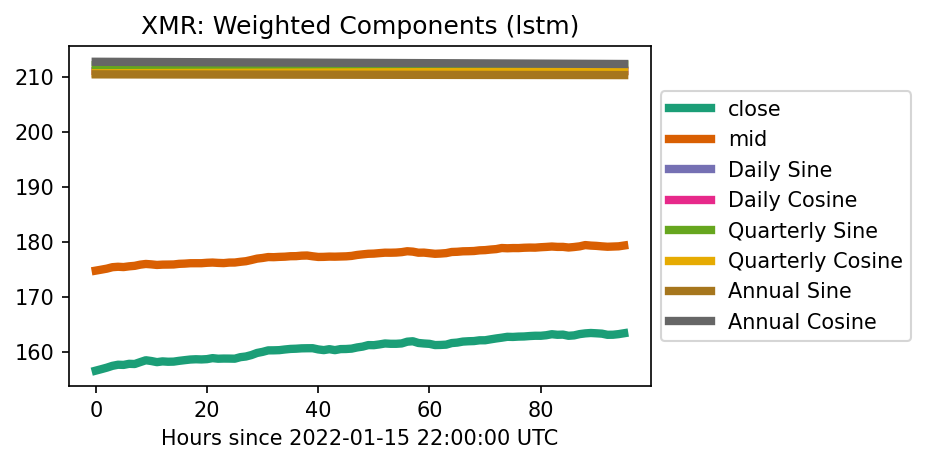 XMR: Weighted Components (lstm)
210
200
190
180
170
160
0
20
40
60
80
Hours since 2022-01-15 22:00:00 UTC
close
mid
Daily Sine
Daily Cosine
Quarterly Sine
Quarterly Cosine
Annual Sine
Annual Cosine